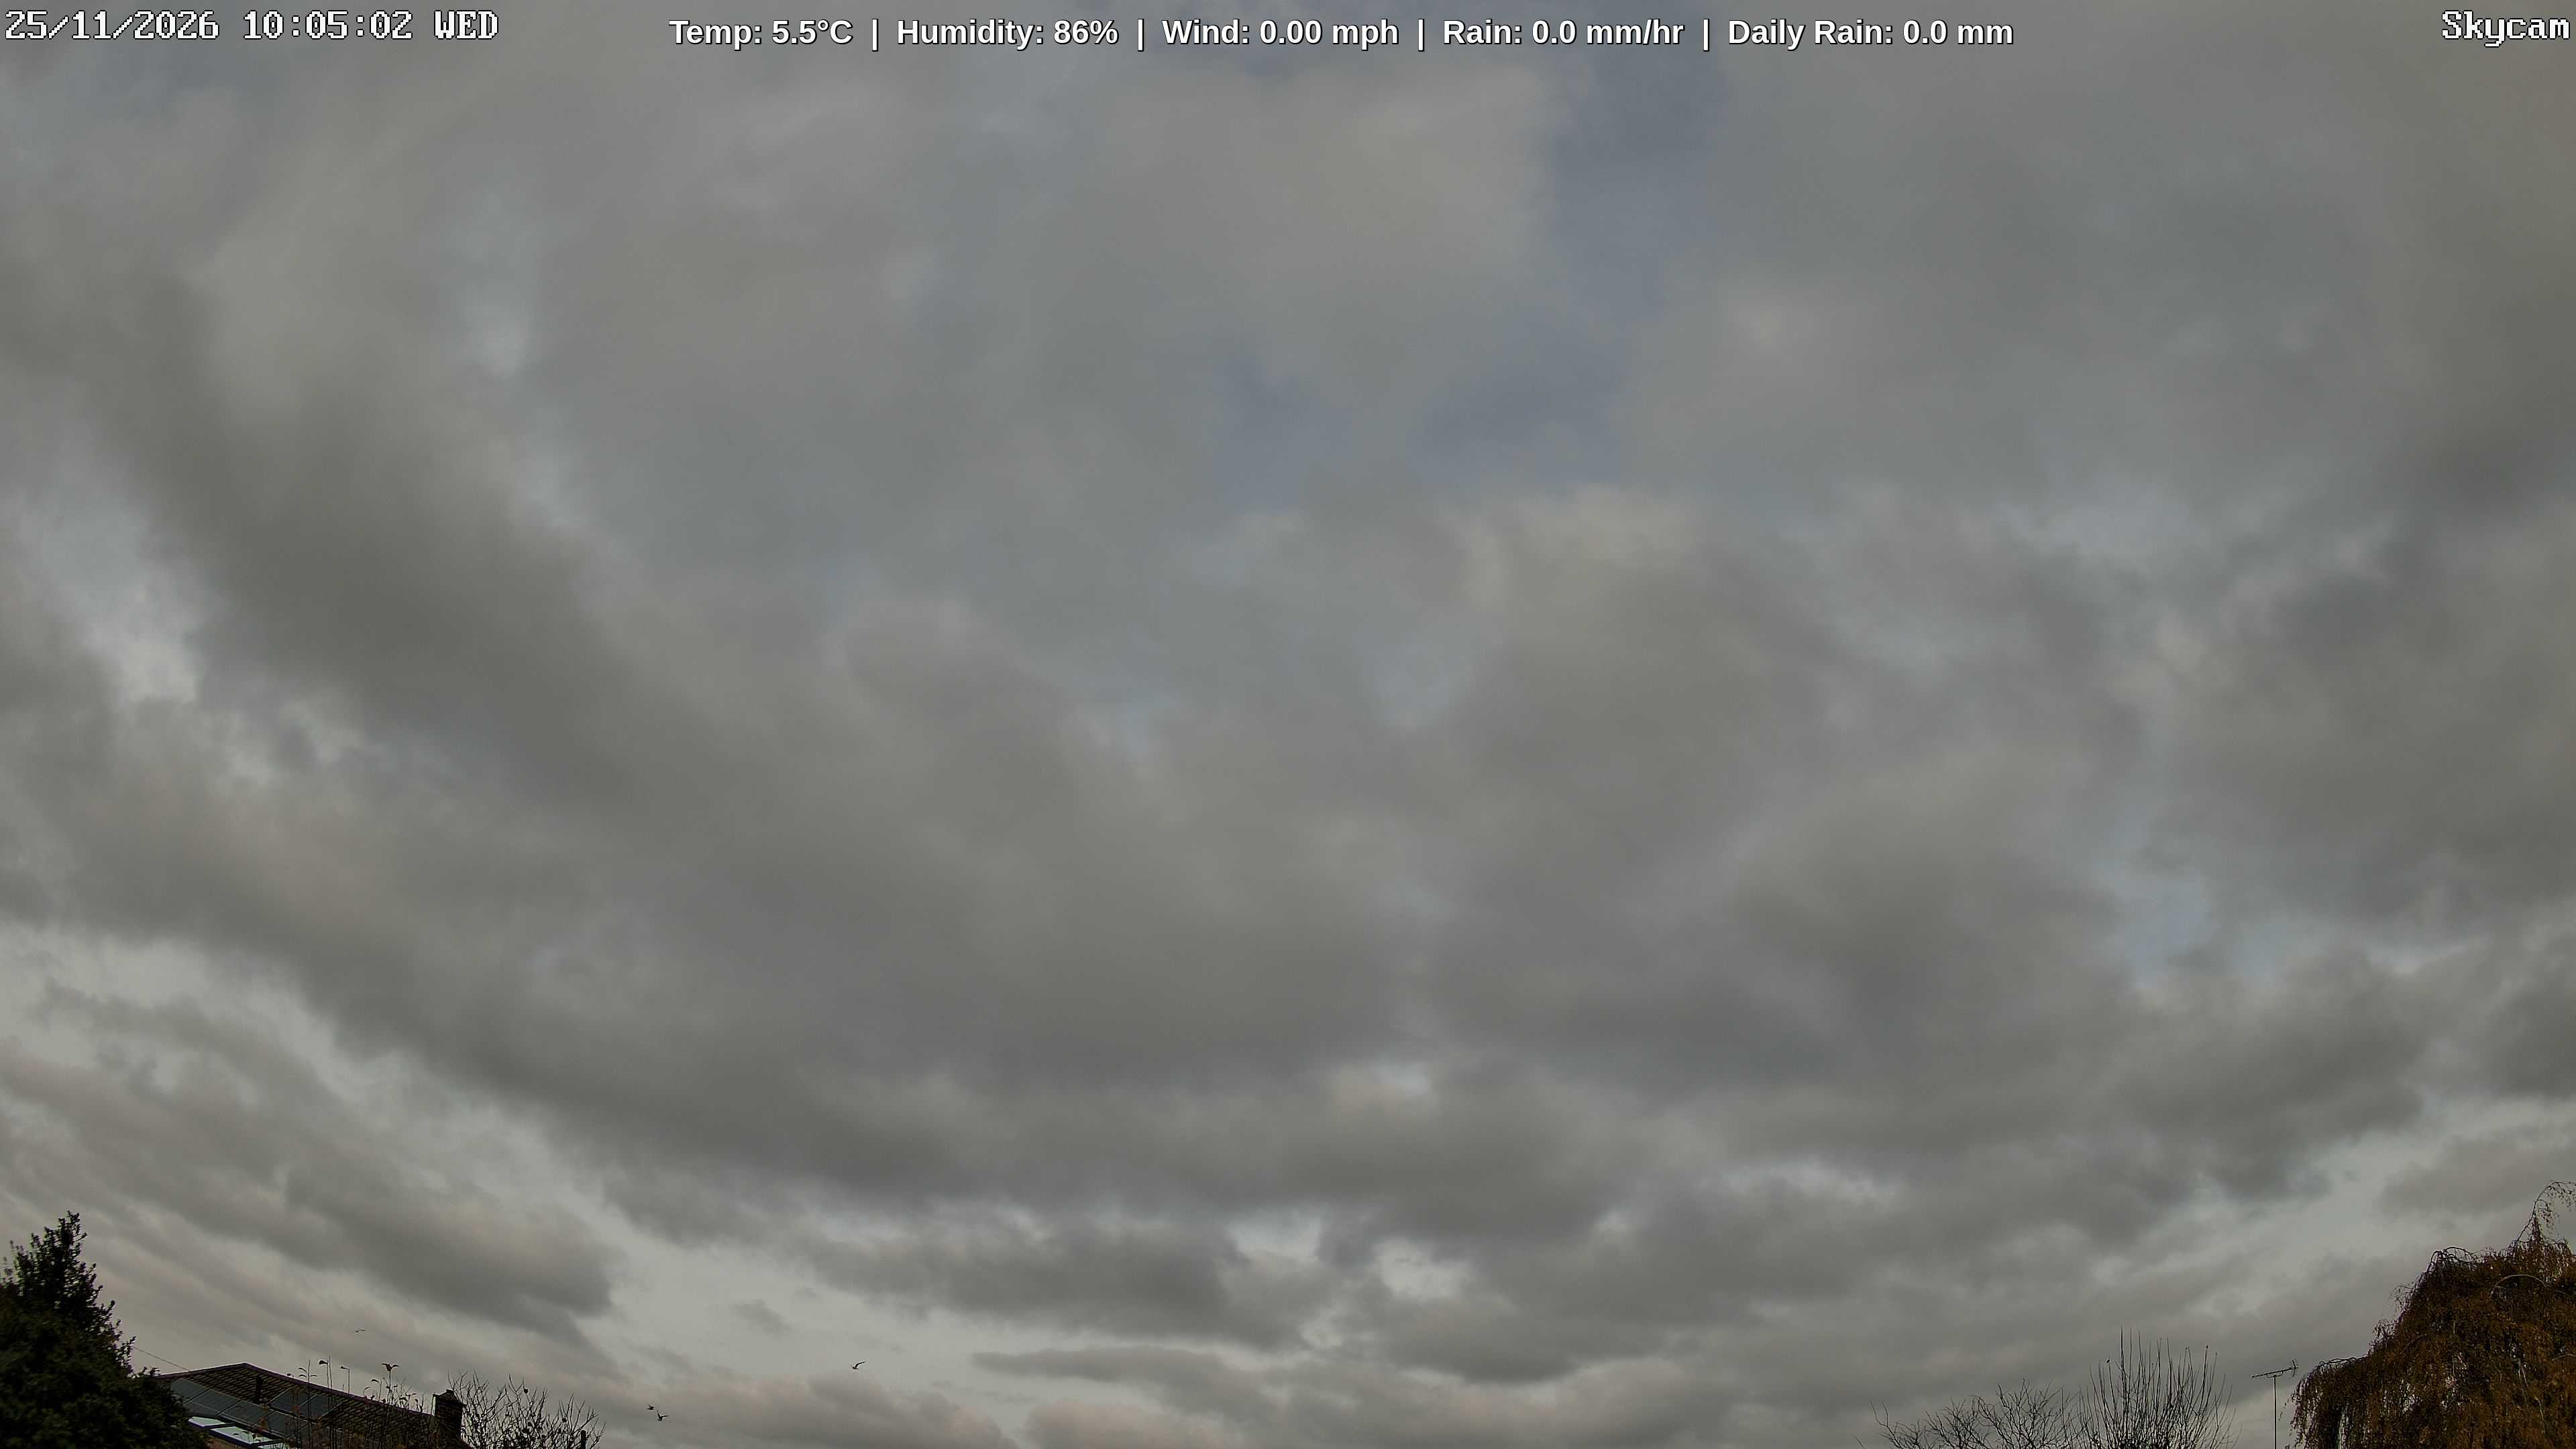 25/11/2026 10:05:02 WED
Temp: 5.5°C | Humidity: 86% | Wind: 0.00 mph | Rain: 0.0 mm/hr | Daily Rain: 0.0 mm
Skycam